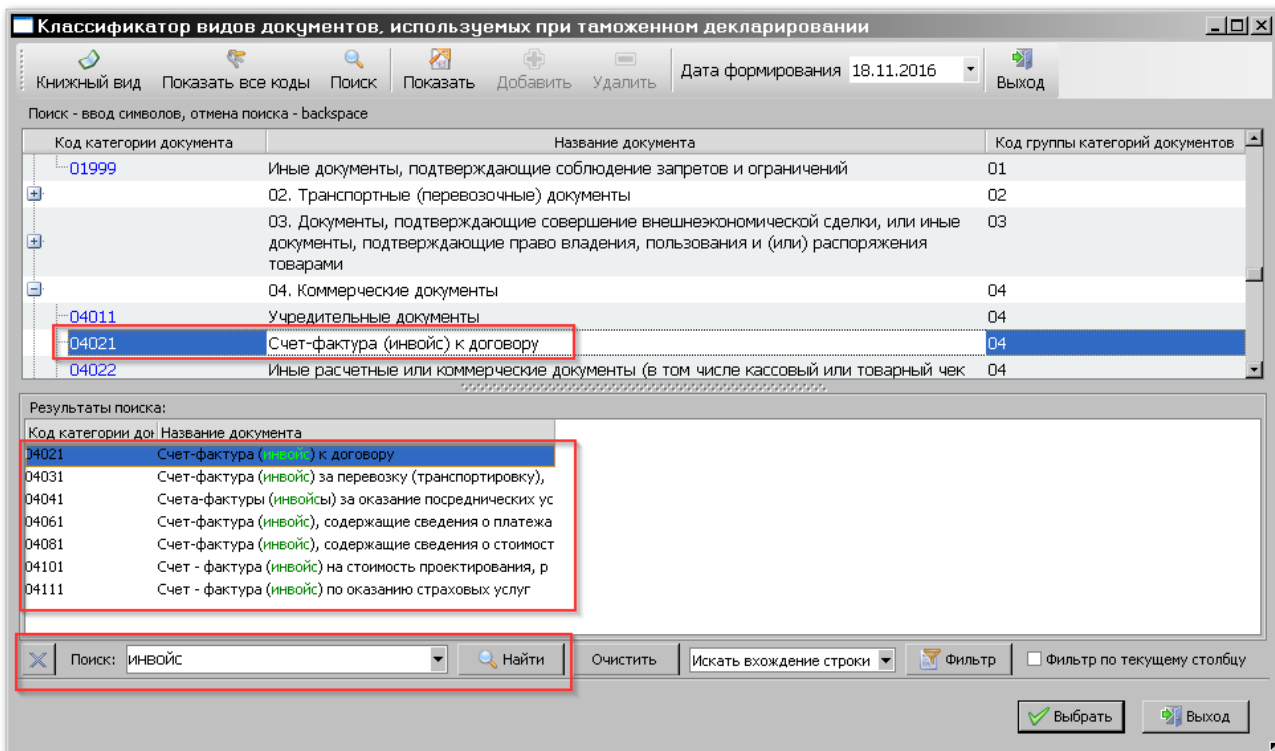 Классификатор видов документов, используемых при таможенном декларировании
Книжный вид Показать все коды Поиск Показать Добавить Удалить Дата формирования 18.11.2016 Выход
Поиск - ввод символов, отмена поиска - backspace
Код категории документа Название документа Код группы категорий документов
01999 Иные документы, подтверждающие соблюдение запретов и ограничений 01
02. Транспортные (перевозочные) документы 02
03. Документы, подтверждающие совершение внешнеэкономической сделки, или иные 03
документы, подтверждающие право владения, пользования и (или) распоряжения
товарами
04. Коммерческие документы 04
04011 Учредительные документы 04
04021 Счет-фактура (инвойс) к договору 04
04022 Иные расчетные или коммерческие документы (в том числе кассовый или товарный чек 04
Результаты поиска:
Код категории док Название документа
04021 Счет-фактура (инвойс) к договору
04031 Счет-фактура (инвойс) за перевозку (транспортировку),
04041 Счета-фактуры (инвойсы) за оказание посреднических ус
04061 Счет-фактура (инвойс), содержащие сведения о платежа
04081 Счет-фактура (инвойс), содержащие сведения о стоимост
04101 Счет - фактура (инвойс) на стоимость проектирования, р
04111 Счет - фактура (инвойс) по оказанию страховых услуг
Поиск: инвойс Найти Очистить Искать вхождение строки Фильтр Фильтр по текущему столбцу
Выбрать Выход